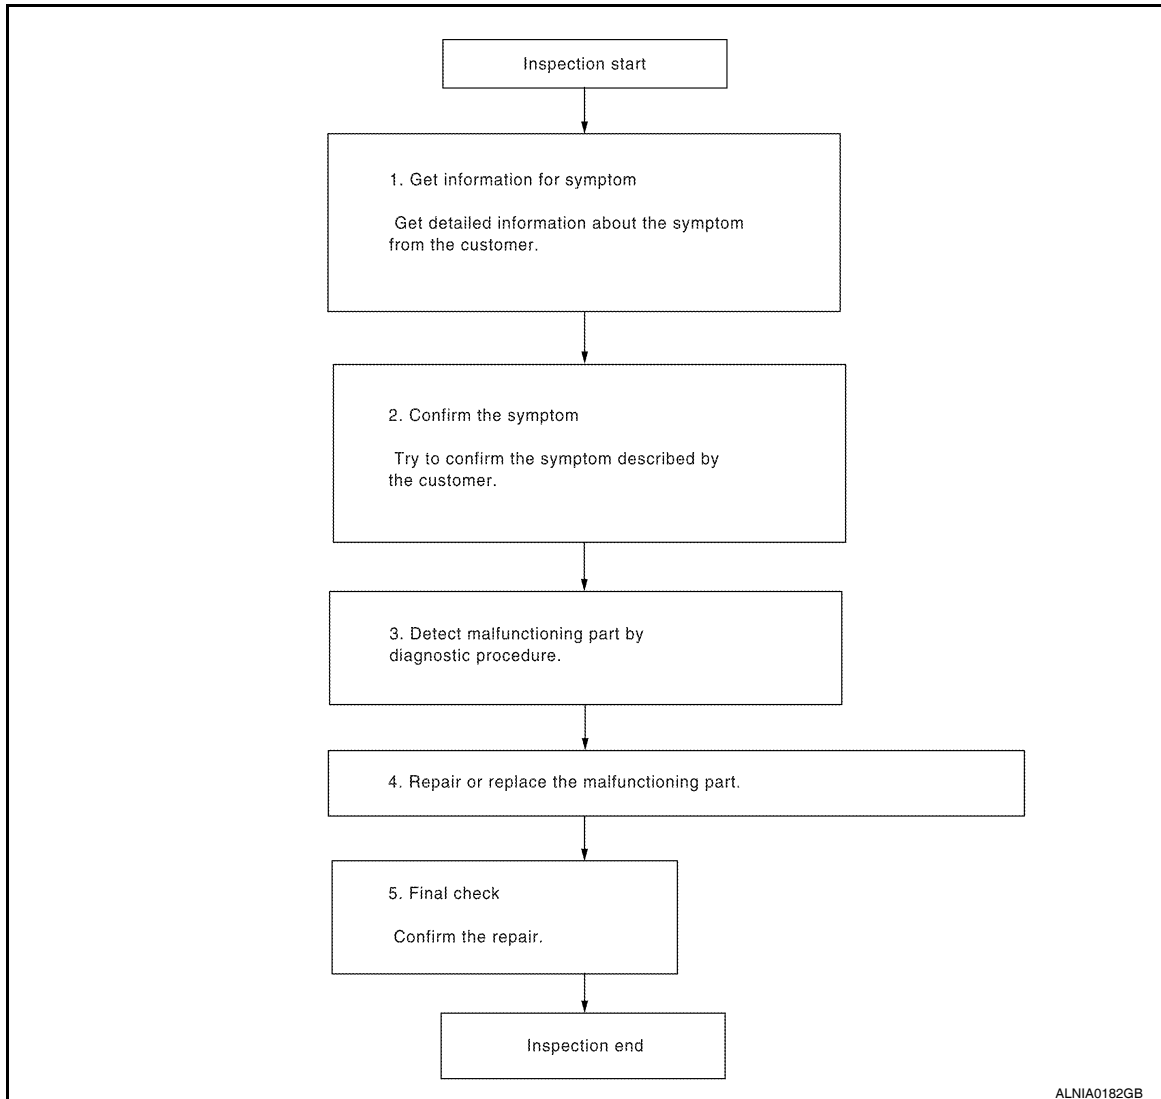 Inspection start
1. Get information for symptom
Get detailed information about the symptom
from the customer.
2. Confirm the symptom
Try to confirm the symptom described by
the customer.
3. Detect malfunctioning part by
diagnostic procedure.
4. Repair or replace the malfunctioning part.
5. Final check
Confirm the repair.
Inspection end
ALNIA0182GB